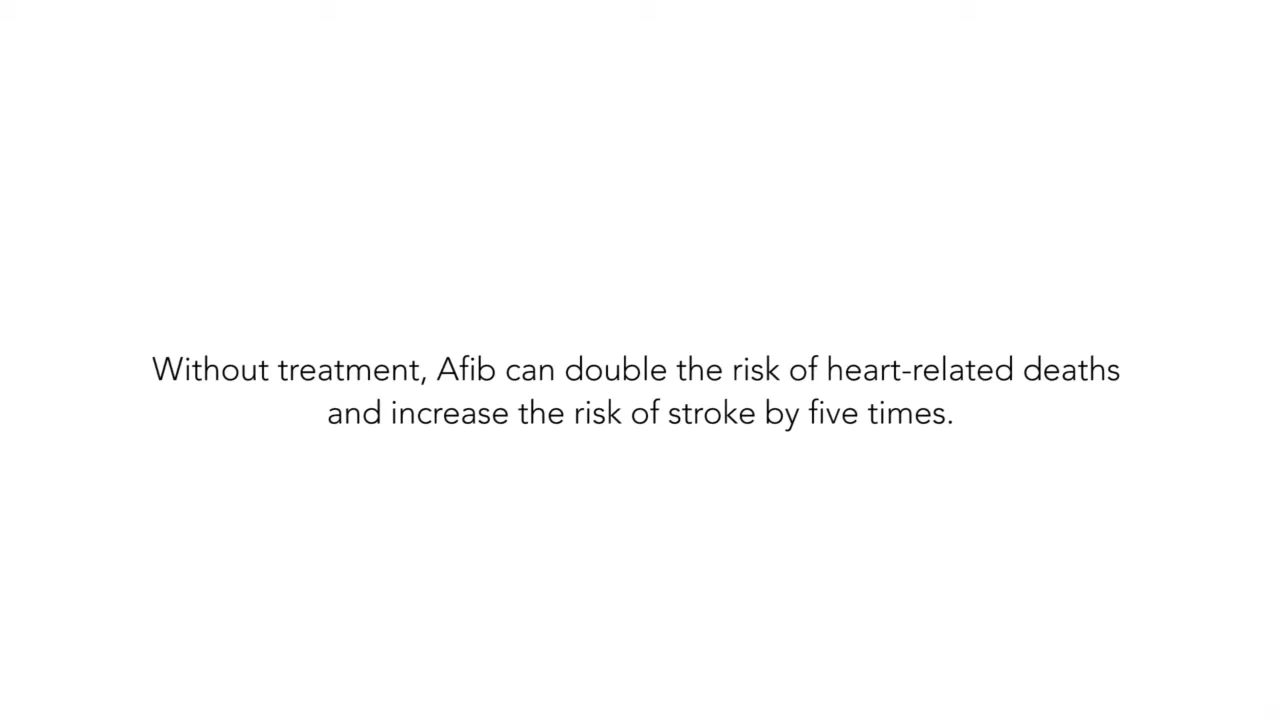 Without treatment, Afib can double the risk of heart-related deaths
and increase the risk of stroke by five times.